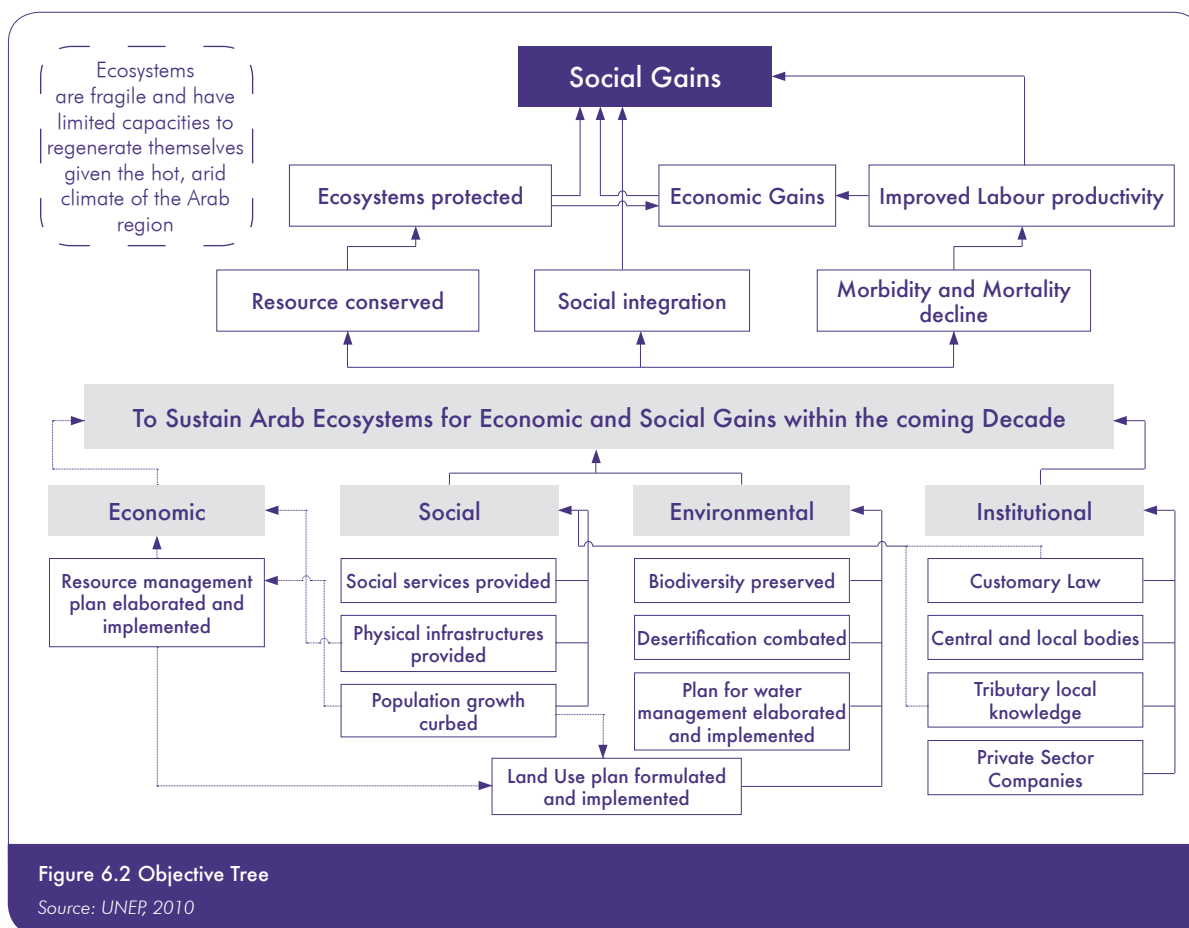 Ecosystems
are fragile and have
limited capacities to
regenerate themselves
given the hot, arid
climate of the Arab
region
Social Gains
Ecosystems protected
Economic Gains
Improved Labour productivity
Resource conserved
Social integration
Morbidity and Mortality
decline
To Sustain Arab Ecosystems for Economic and Social Gains within the coming Decade
Economic
Social
Environmental
Institutional
Resource management
plan elaborated and
implemented
Social services provided
Physical infrastructures
provided
Population growth
curbed
Biodiversity preserved
Desertification combated
Plan for water
management elaborated
and implemented
Land Use plan formulated
and implemented
Customary Law
Central and local bodies
Tributary local
knowledge
Private Sector
Companies
Figure 6.2 Objective Tree
Source: UNEP, 2010